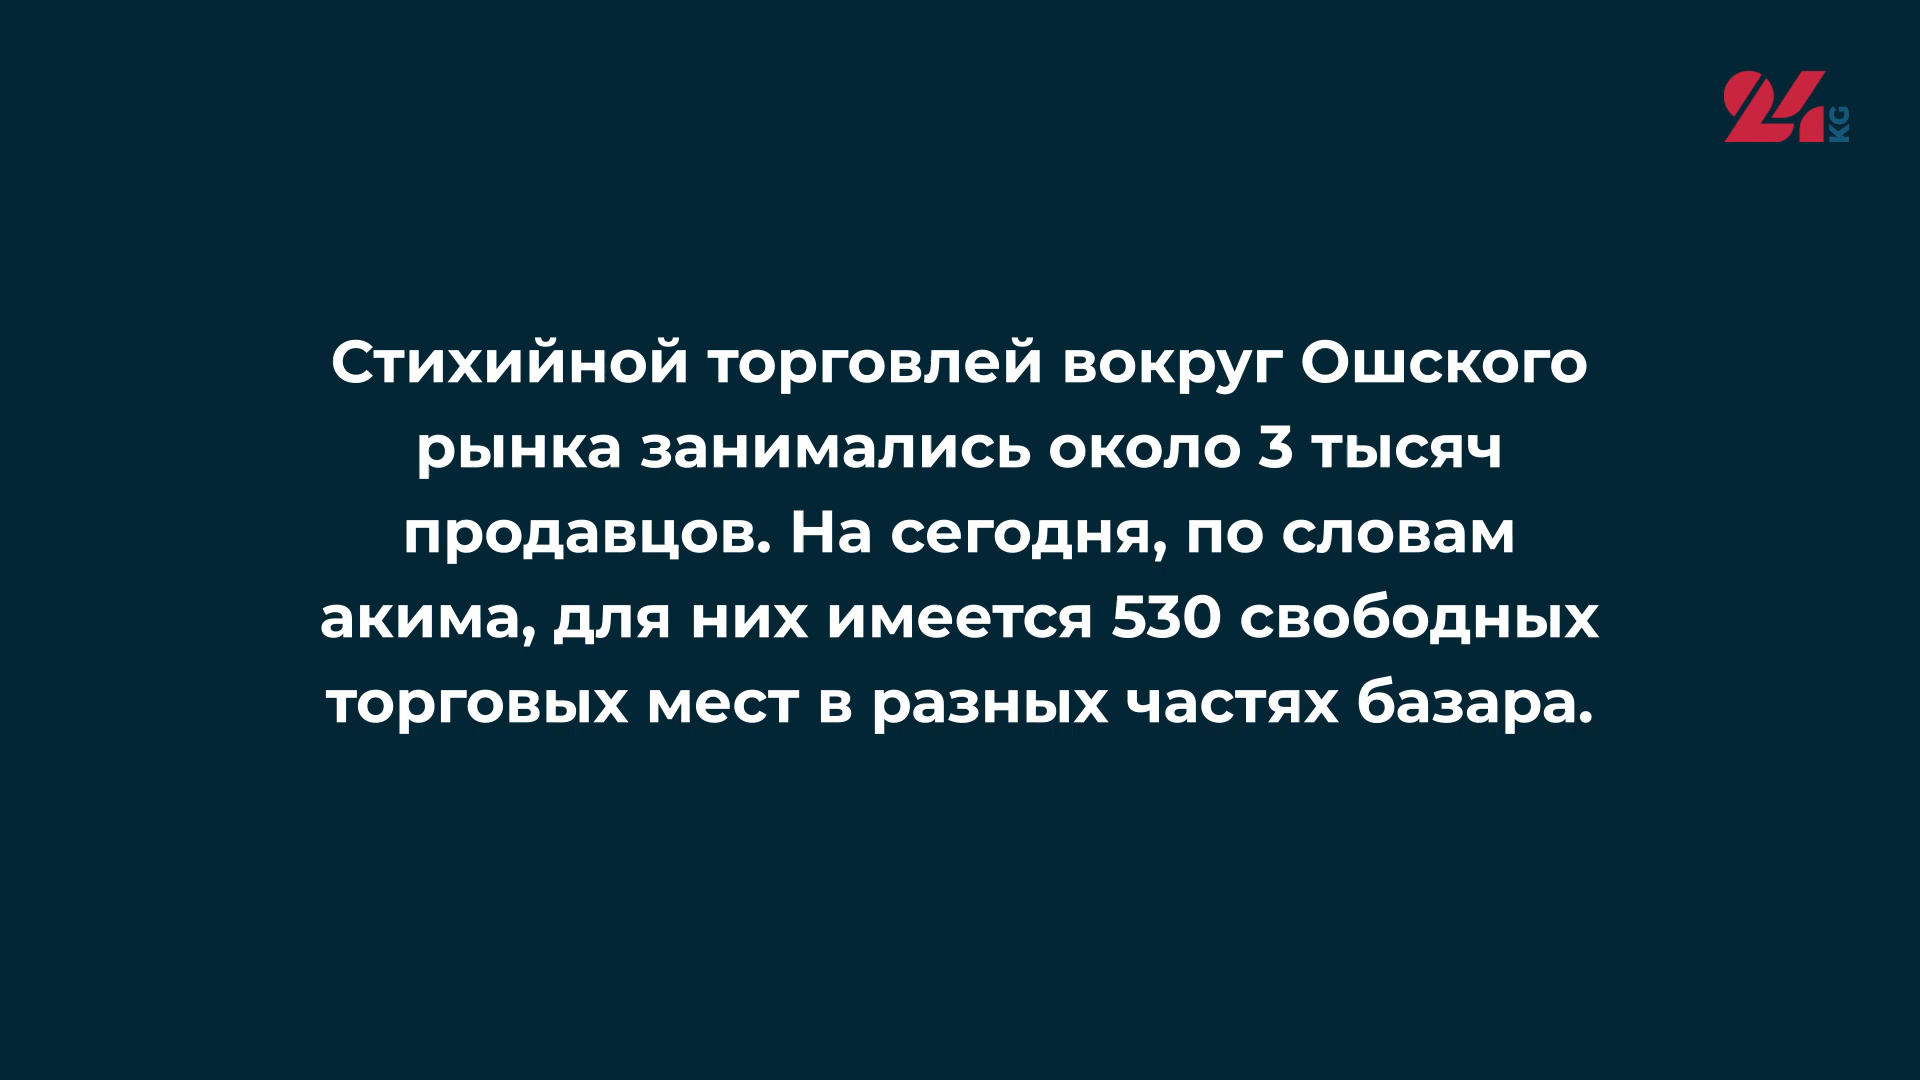 24
KG
Стихийной торговлей вокруг Ошского
рынка занимались около 3 тысяч
продавцов. На сегодня, по словам
акима, для них имеется 530 свободных
торговых мест в разных частях базара.